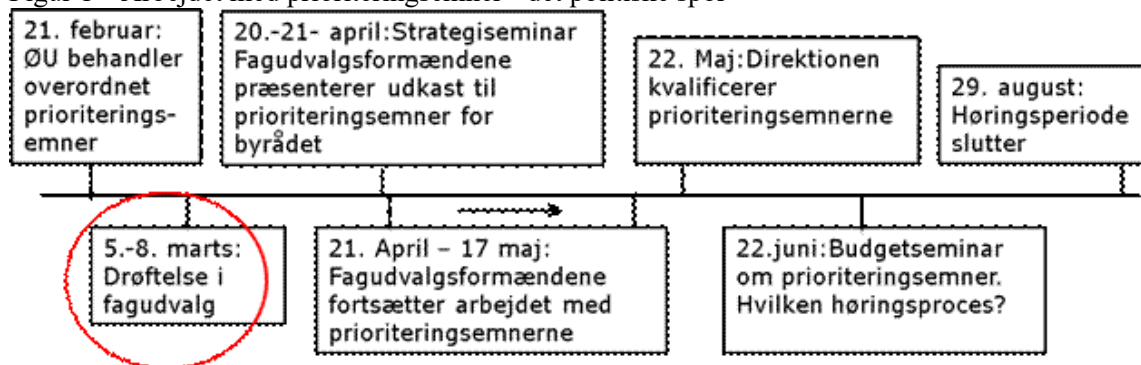 21. februar:
ØU behandler
overordnet
prioriterings-
emner
20.-21- april:Strategiseminar
Fagudvalgsformændene
præsenterer udkast til
prioriteringsemner for
byrådet
22. Maj:Direktionen
kvalificerer
prioriteringsemnerne
29. august:
Høringsperiode
slutter
5.-8. marts:
Drøftelse i
fagudvalg
21. April – 17 maj:
Fagudvalgsformændene
fortsætter arbejdet med
prioriteringsemnerne
22.juni:Budgetseminar
om prioriteringsemner.
Hvilken høringsproces?